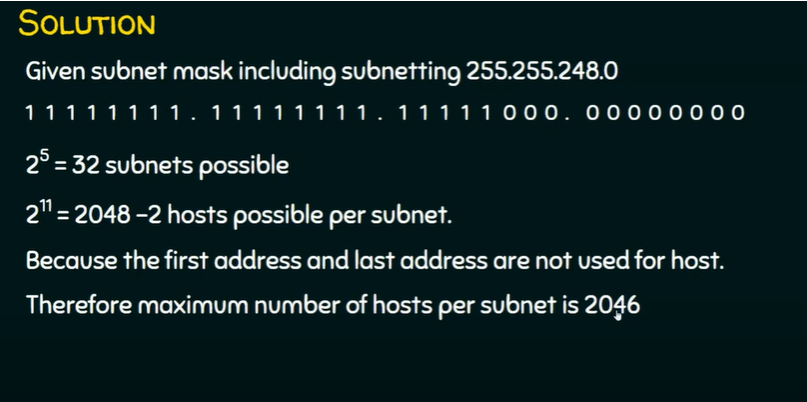 SOLUTION
Given subnet mask including subnetting 255.255.248.0
1 1 1 1 1 1 1 1 . 1 1 1 1 1 1 1 1 . 1 1 1 1 1 0 0 0 . 0 0 0 0 0 0 0 0
2⁵ = 32 subnets possible
2¹¹ = 2048 –2 hosts possible per subnet.
Because the first address and last address are not used for host.
Therefore maximum number of hosts per subnet is 2046